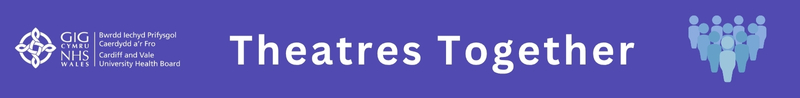 GIG
CYMRU
NHS
WALES
Bwrdd Iechyd Prifysgol
Caerdydd a'r Fro
Cardiff and Vale
University Health Board
Theatres Together